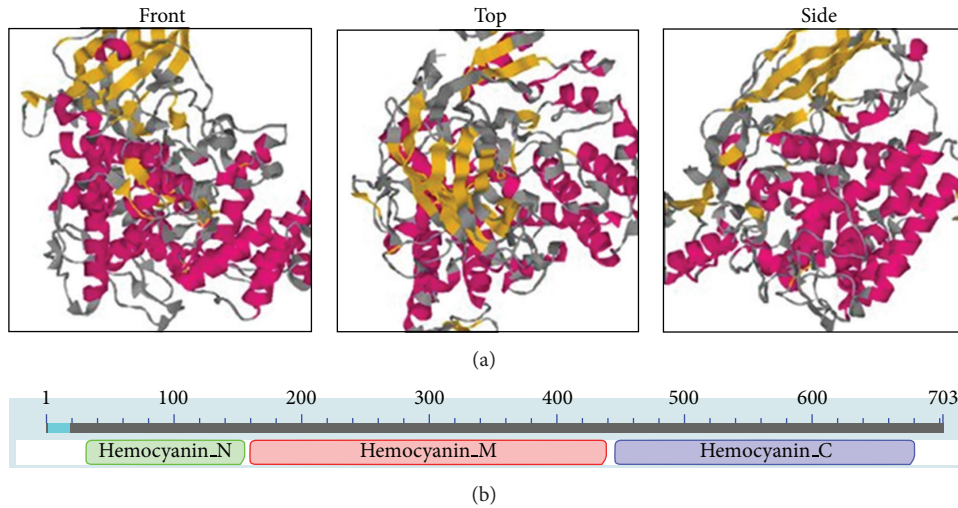 Front Top Side
(a)
1 100 200 300 400 500 600 703
Hemocyanin_N Hemocyanin_M Hemocyanin_C
(b)